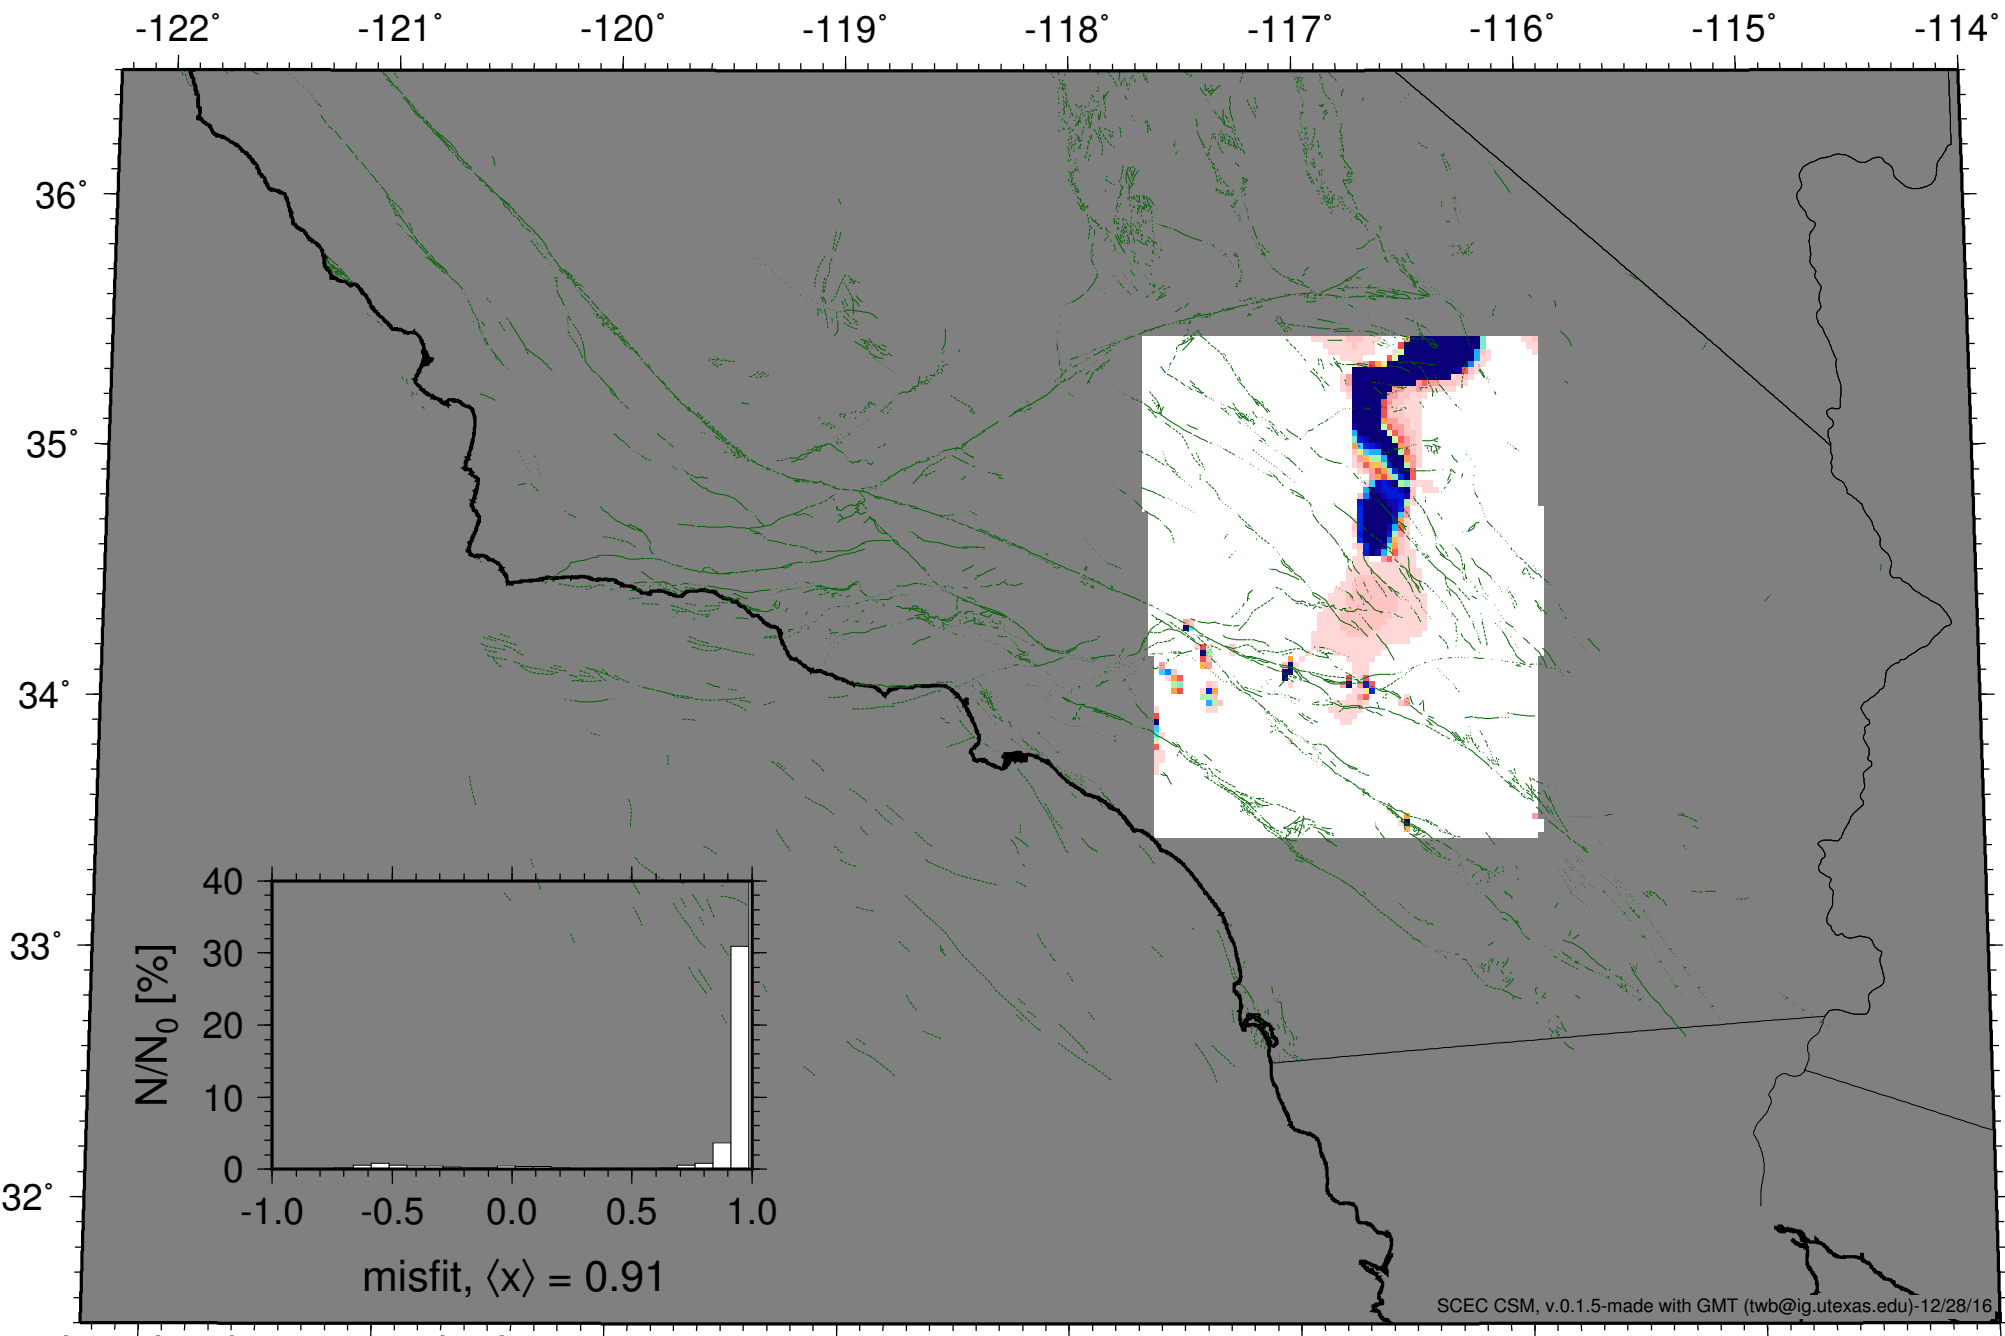 -122˚ -121˚ -120˚ -119˚ -118˚ -117˚ -116˚ -115˚ -114˚
36˚
35˚
34˚
33˚
32˚
40
30
20
10
0
N/N0 [%]
-1.0 -0.5 0.0 0.5 1.0
misfit, ⟨x⟩ = 0.91
SCEC CSM, v.0.1.5-made with GMT (twb@ig.utexas.edu)-12/28/16